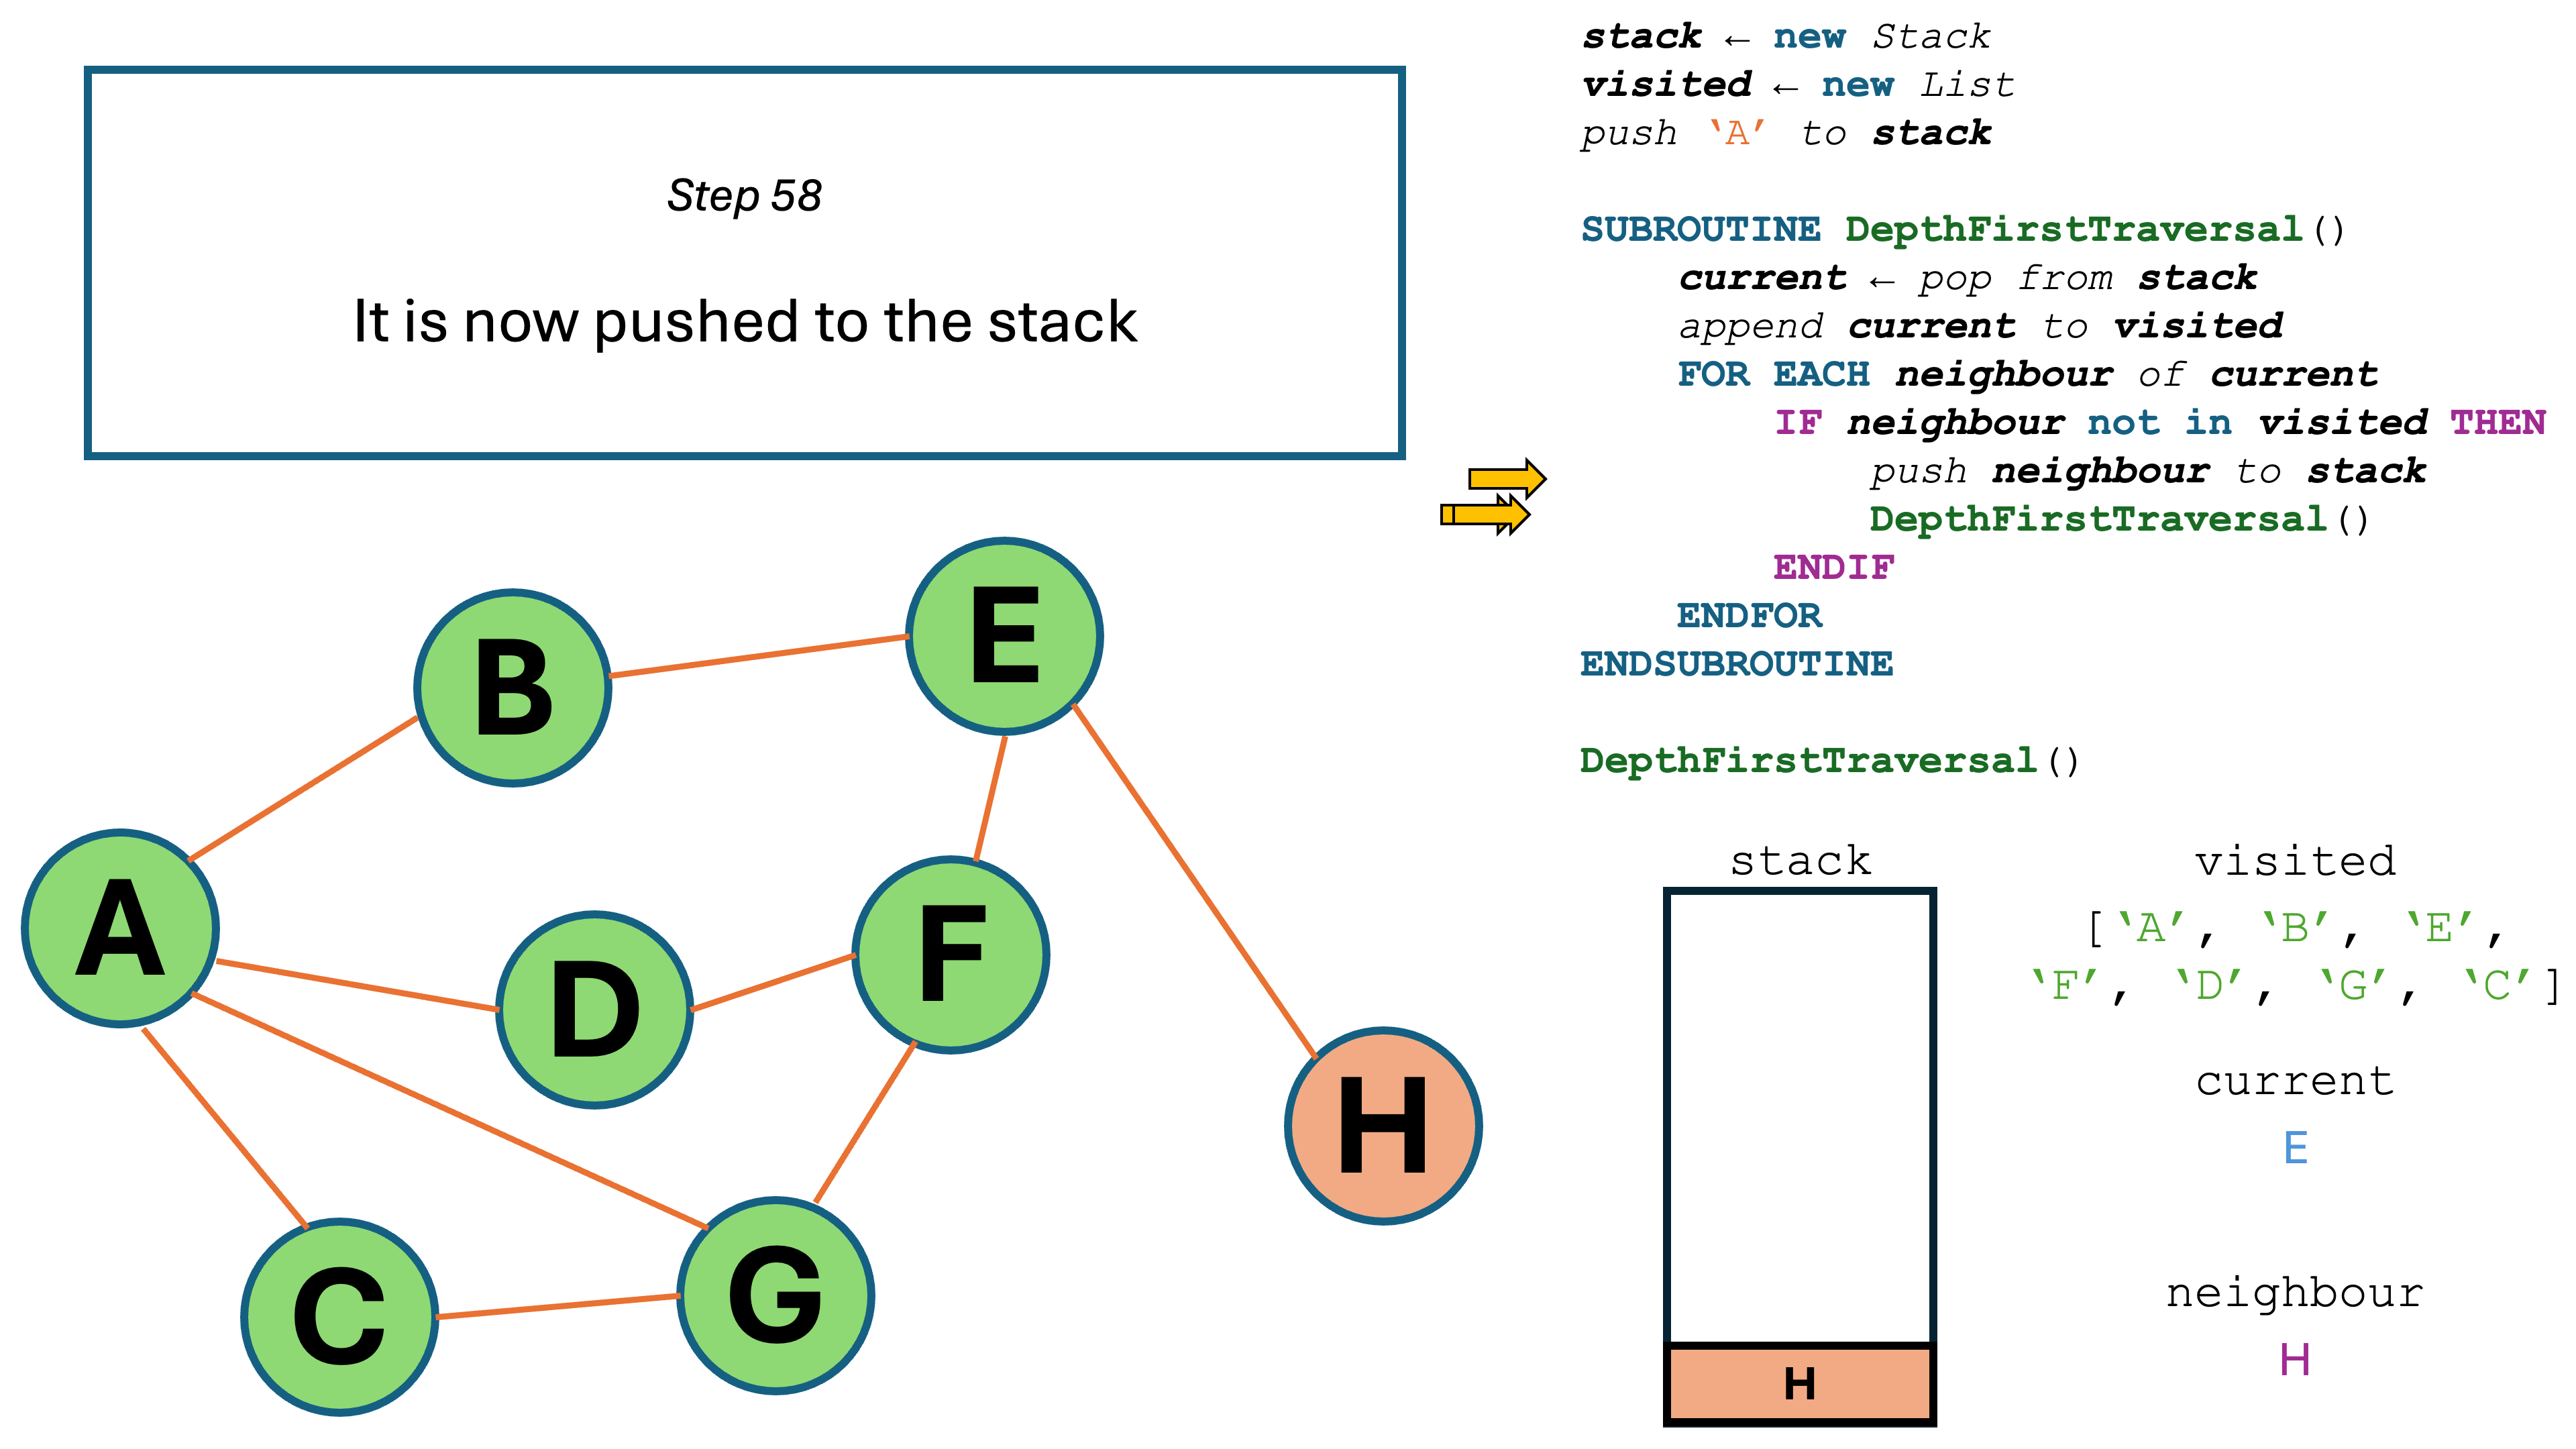 Step 58
It is now pushed to the stack
stack ← new Stack
visited ← new List
push ‘A’ to stack
SUBROUTINE DepthFirstTraversal()
current ← pop from stack
append current to visited
FOR EACH neighbour of current
IF neighbour not in visited THEN
push neighbour to stack
DepthFirstTraversal()
ENDIF
ENDFOR
ENDSUBROUTINE
DepthFirstTraversal()
B
E
A
D
F
H
C
G
stack
H
visited
[‘A’, ‘B’, ‘E’,
‘F’, ‘D’, ‘G’, ‘C’]
current
E
neighbour
H